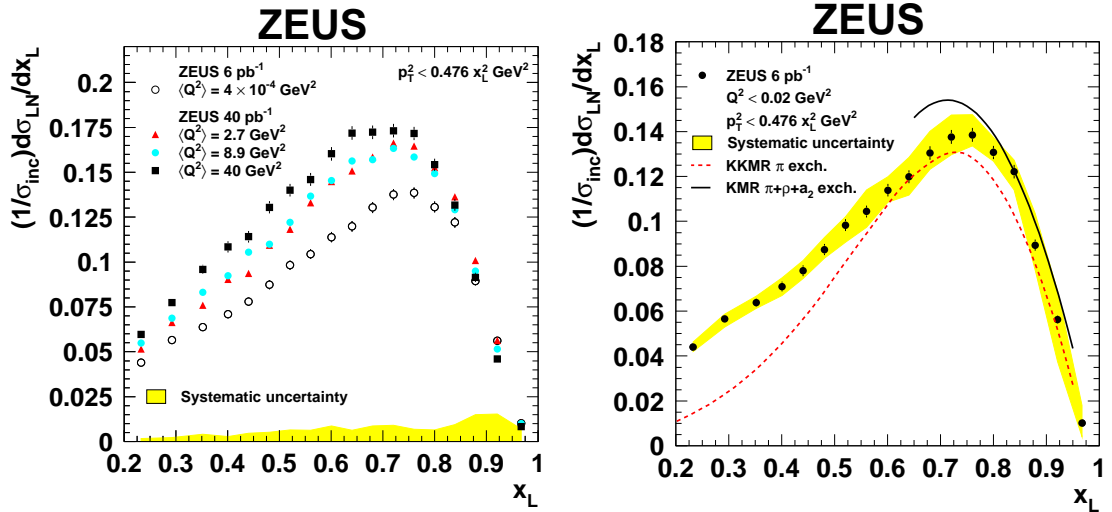 ZEUS
(1/σ_inc)dσ_LN/dx_L
0.2
0.175
0.15
0.125
0.1
0.075
0.05
0.025
0
ZEUS 6 pb⁻¹
⟨Q²⟩ = 4 × 10⁻⁴ GeV²
p_T² < 0.476 x_L² GeV²
ZEUS 40 pb⁻¹
⟨Q²⟩ = 2.7 GeV²
⟨Q²⟩ = 8.9 GeV²
⟨Q²⟩ = 40 GeV²
Systematic uncertainty
0.2 0.3 0.4 0.5 0.6 0.7 0.8 0.9 1
x_L
ZEUS
(1/σ_inc)dσ_LN/dx_L
0.18
0.16
0.14
0.12
0.1
0.08
0.06
0.04
0.02
0
ZEUS 6 pb⁻¹
Q² < 0.02 GeV²
p_T² < 0.476 x_L² GeV²
Systematic uncertainty
KKMR π exch.
KMR π+ρ+a₂ exch.
0.2 0.3 0.4 0.5 0.6 0.7 0.8 0.9 1
x_L